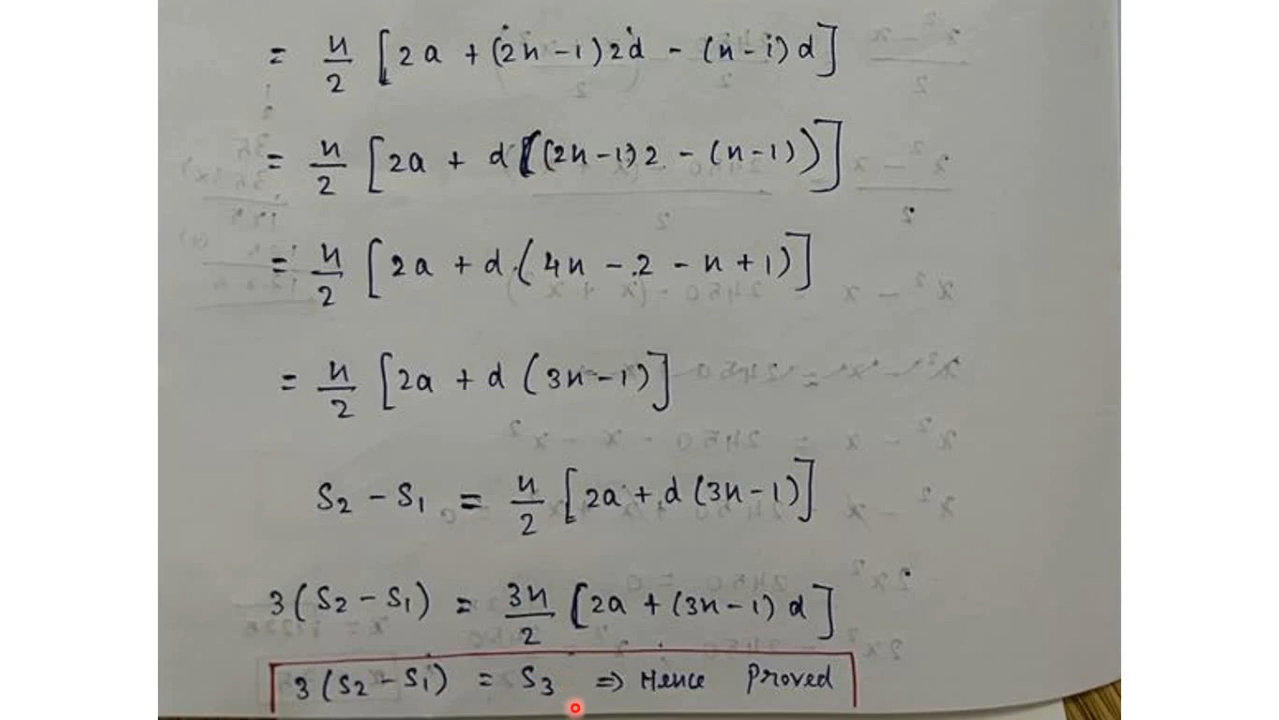 = n/2 [2a + (2n-1)2d - (n-1)d]
= n/2 [2a + d((2n-1)2 - (n-1))]
= n/2 [2a + d(4n - 2 - n + 1)]
= n/2 [2a + d(3n-1)]
S₂ - S₁ = n/2 [2a + d(3n-1)]
3(S₂ - S₁) = 3n/2 [2a + (3n-1)d]
3(S₂ - S₁) = S₃ ⇒ Hence Proved